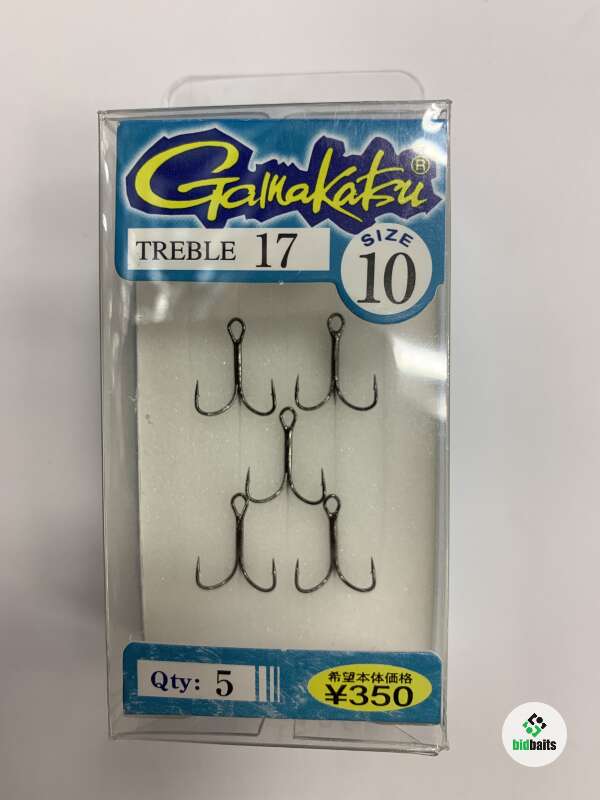 Gamakatsu®
TREBLE 17
SIZE
10
Qty: 5
希望本体価格
¥350
bidbaits